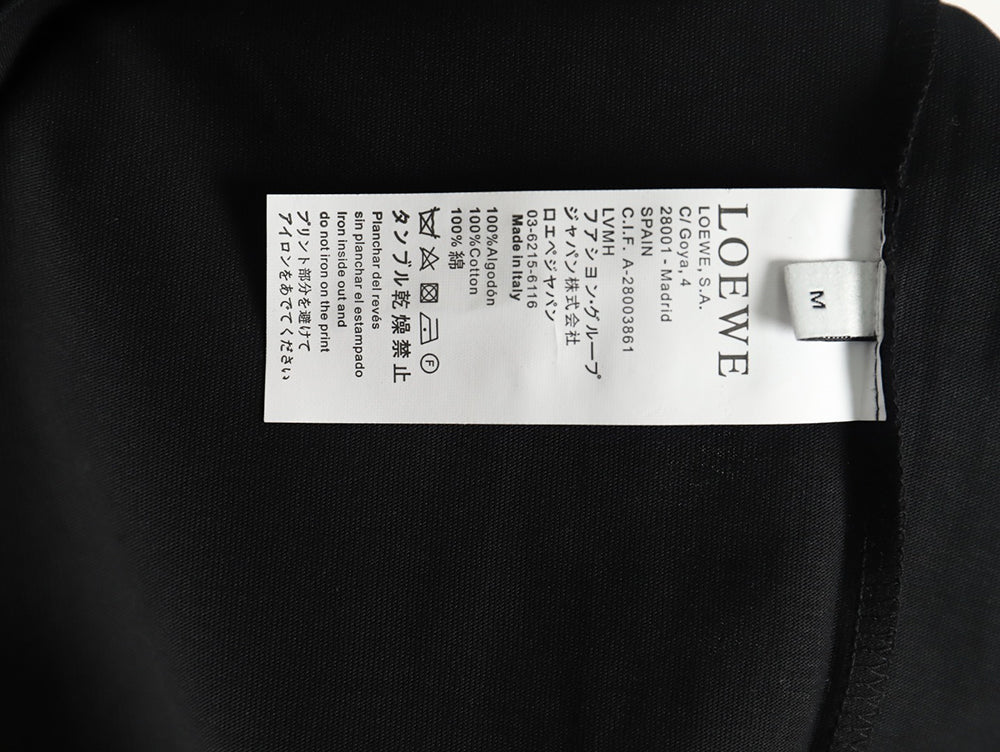 M
LOEWE
LOEWE, S.A.
C/Goya, 4
28001 - Madrid
SPAIN
C.I.F. A-28003861
LVMH
ファション・グループ
ジャパン株式会社
ロエベジャパン
03-6215-6116
Made in Italy
100%Algodón
100%Cotton
100%綿
F
タンブル乾燥禁止
Planchar del revés
sin planchar el estampado
Iron inside out and
do not iron on the print
プリント部分を避けて
アイロンをあでてください